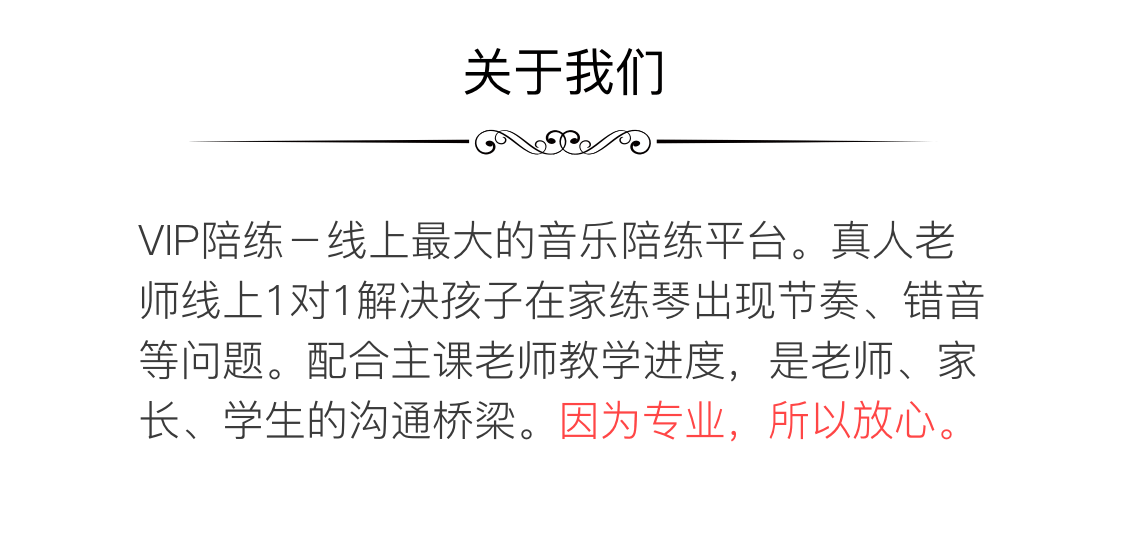 关于我们
VIP陪练－线上最大的音乐陪练平台。真人老
师线上1对1解决孩子在家练琴出现节奏、错音
等问题。配合主课老师教学进度，是老师、家
长、学生的沟通桥梁。因为专业，所以放心。